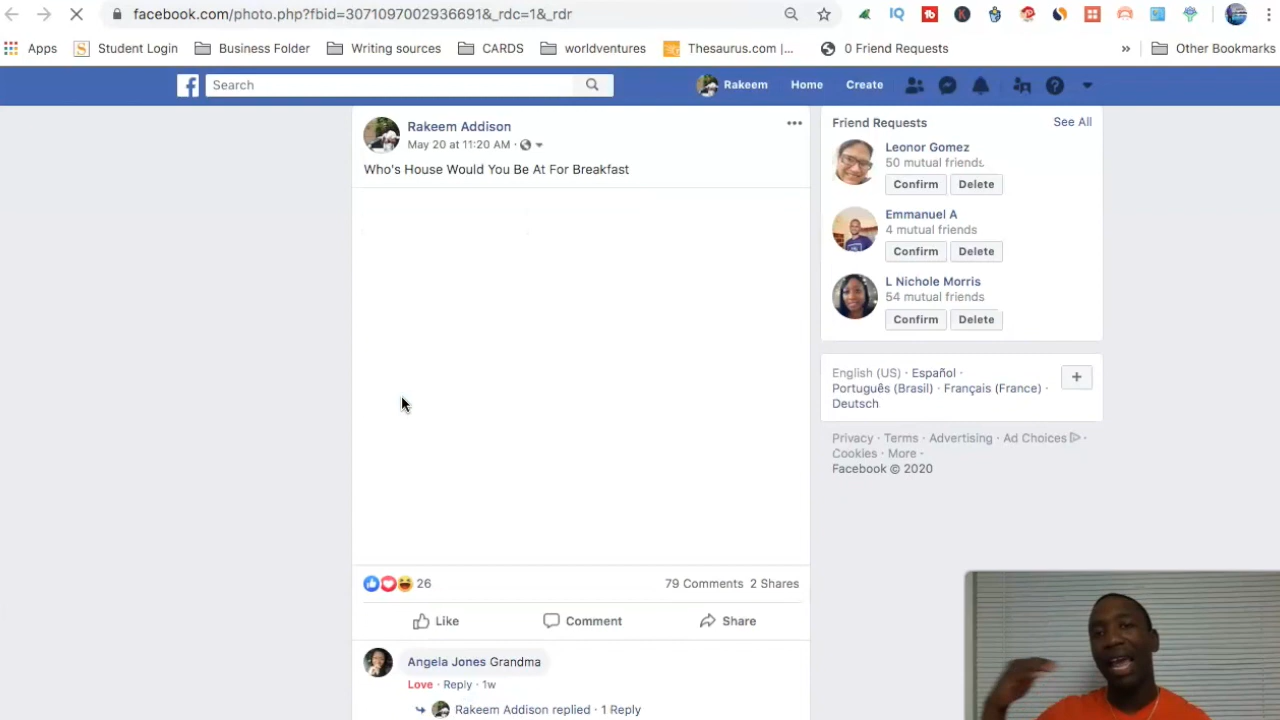 facebook.com/photo.php?fbid=3071097002936691&_rdc=1&_rdr
Apps Student Login Business Folder Writing sources CARDS worldventures Thesaurus.com |... 0 Friend Requests » Other Bookmarks
Search Rakeem Home Create
Rakeem Addison
May 20 at 11:20 AM ·
Who's House Would You Be At For Breakfast
26 79 Comments 2 Shares
Like Comment Share
Angela Jones Grandma
Love · Reply · 1w
Rakeem Addison replied · 1 Reply
Friend Requests See All
Leonor Gomez
50 mutual friends
Confirm Delete
Emmanuel A
4 mutual friends
Confirm Delete
L Nichole Morris
54 mutual friends
Confirm Delete
English (US) · Español ·
Português (Brasil) · Français (France) ·
Deutsch
Privacy · Terms · Advertising · Ad Choices ·
Cookies · More
Facebook © 2020